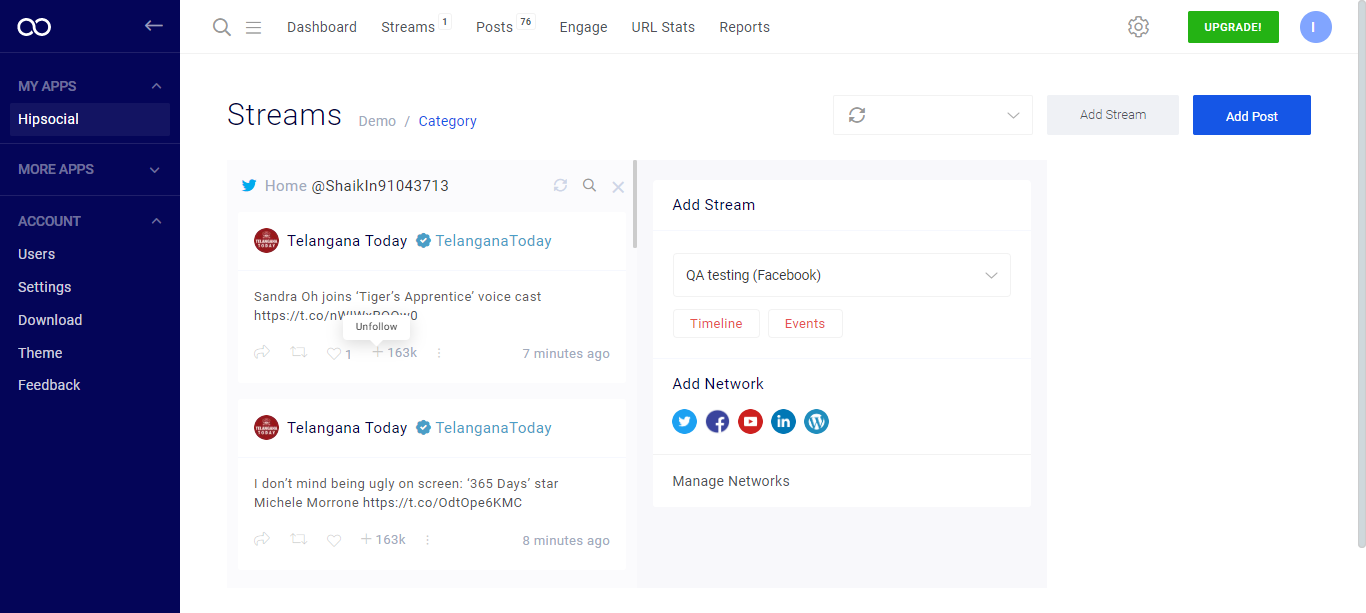 Dashboard
Streams 1
Posts 76
Engage
URL Stats
Reports
UPGRADE!
I
MY APPS
Hipsocial
MORE APPS
ACCOUNT
Users
Settings
Download
Theme
Feedback
Streams Demo / Category
Add Stream
Add Post
Home @ShaikIn91043713
Telangana Today TelanganaToday
Sandra Oh joins ‘Tiger’s Apprentice’ voice cast
Unfollow
1 163k 7 minutes ago
Telangana Today TelanganaToday
I don’t mind being ugly on screen: ‘365 Days’ star
Michele Morrone https://t.co/OdtOpe6KMC
163k 8 minutes ago
Add Stream
QA testing (Facebook)
Timeline Events
Add Network
Manage Networks